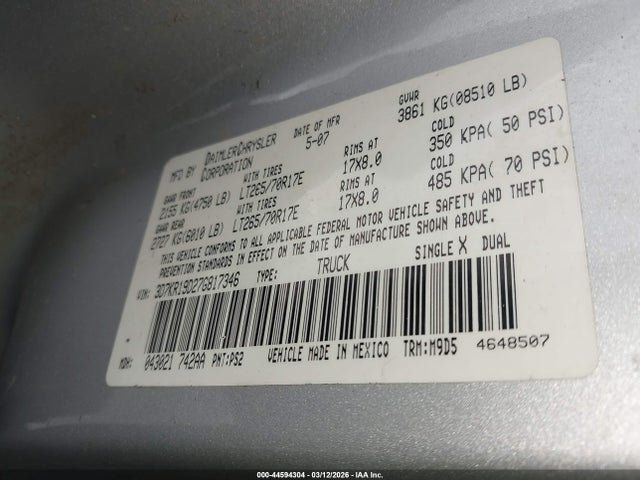 MFD BY DAIMLERCHRYSLER CORPORATION DATE OF MFR 5-07 GVWR 3861 KG(08510 LB)
GAWR FRONT WITH TIRES RIMS AT COLD
2155 KG(4750 LB) LT265/70R17E 17X8.0 350 KPA( 50 PSI)
GAWR REAR WITH TIRES RIMS AT COLD
2727 KG(6010 LB) LT265/70R17E 17X8.0 485 KPA( 70 PSI)
THIS VEHICLE CONFORMS TO ALL APPLICABLE FEDERAL MOTOR VEHICLE SAFETY AND THEFT
PREVENTION STANDARDS IN EFFECT ON THE DATE OF MANUFACTURE SHOWN ABOVE.
VIN: 3D7KR19D27G817346 TYPE: TRUCK SINGLE X DUAL
MDH: 043021 742AA PNT:PS2 VEHICLE MADE IN MEXICO TRM:M9D5 4648507
000-44594304 | 03/12/2026 | IAA Inc.